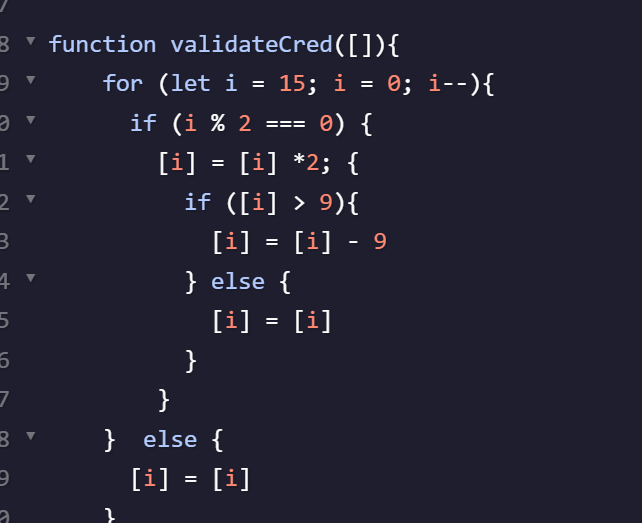 7
8 function validateCred([]){
9 for (let i = 15; i = 0; i--){
0 if (i % 2 === 0) {
1 [i] = [i] *2; {
2 if ([i] > 9){
3 [i] = [i] - 9
4 } else {
5 [i] = [i]
6 }
7 }
8 } else {
9 [i] = [i]
0 }